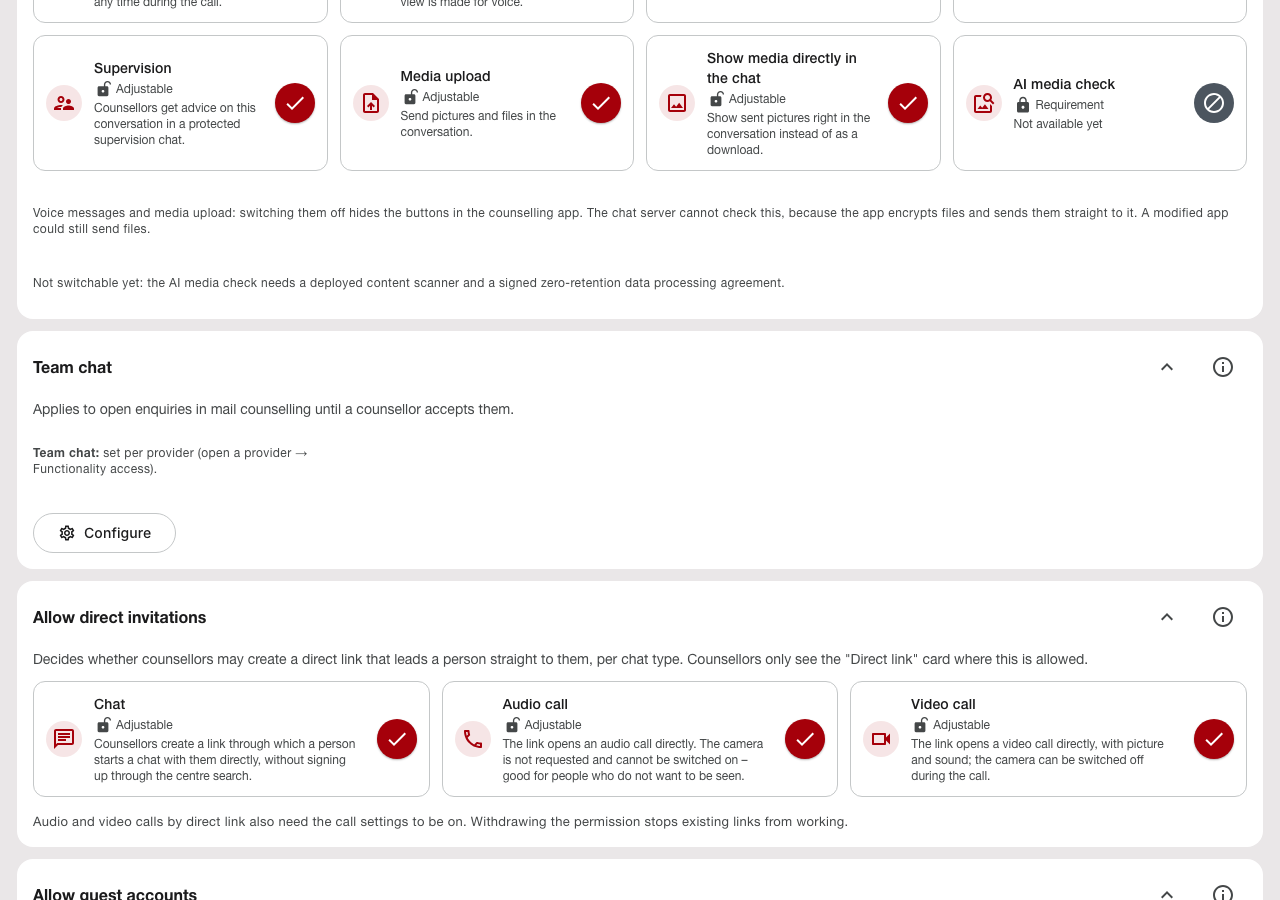 any time during the call.
view is made for voice.
Supervision
Adjustable
Counsellors get advice on this
conversation in a protected
supervision chat.
Media upload
Adjustable
Send pictures and files in the
conversation.
Show media directly in
the chat
Adjustable
Show sent pictures right in the
conversation instead of as a
download.
AI media check
Requirement
Not available yet
Voice messages and media upload: switching them off hides the buttons in the counselling app. The chat server cannot check this, because the app encrypts files and sends them straight to it. A modified app
could still send files.
Not switchable yet: the AI media check needs a deployed content scanner and a signed zero-retention data processing agreement.
Team chat
Applies to open enquiries in mail counselling until a counsellor accepts them.
Team chat: set per provider (open a provider →
Functionality access).
Configure
Allow direct invitations
Decides whether counsellors may create a direct link that leads a person straight to them, per chat type. Counsellors only see the "Direct link" card where this is allowed.
Chat
Adjustable
Counsellors create a link through which a person
starts a chat with them directly, without signing
up through the centre search.
Audio call
Adjustable
The link opens an audio call directly. The camera
is not requested and cannot be switched on –
good for people who do not want to be seen.
Video call
Adjustable
The link opens a video call directly, with picture
and sound; the camera can be switched off
during the call.
Audio and video calls by direct link also need the call settings to be on. Withdrawing the permission stops existing links from working.
Allow guest accounts